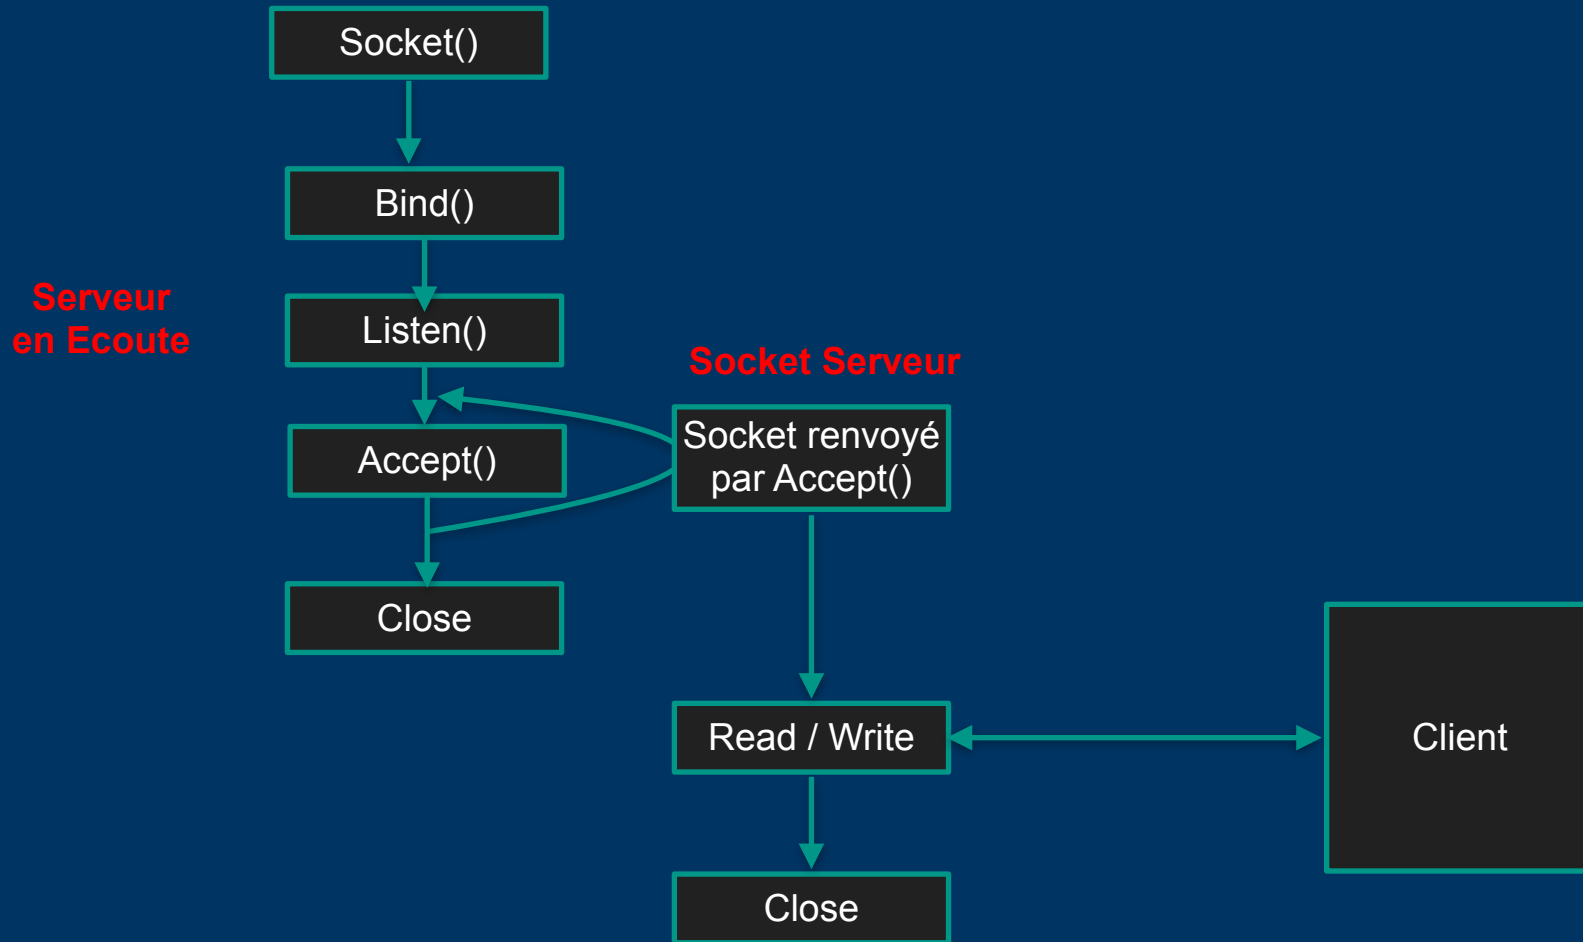 Socket()
Bind()
Serveur
en Ecoute
Listen()
Socket Serveur
Socket renvoyé
par Accept()
Accept()
Close
Read / Write
Client
Close